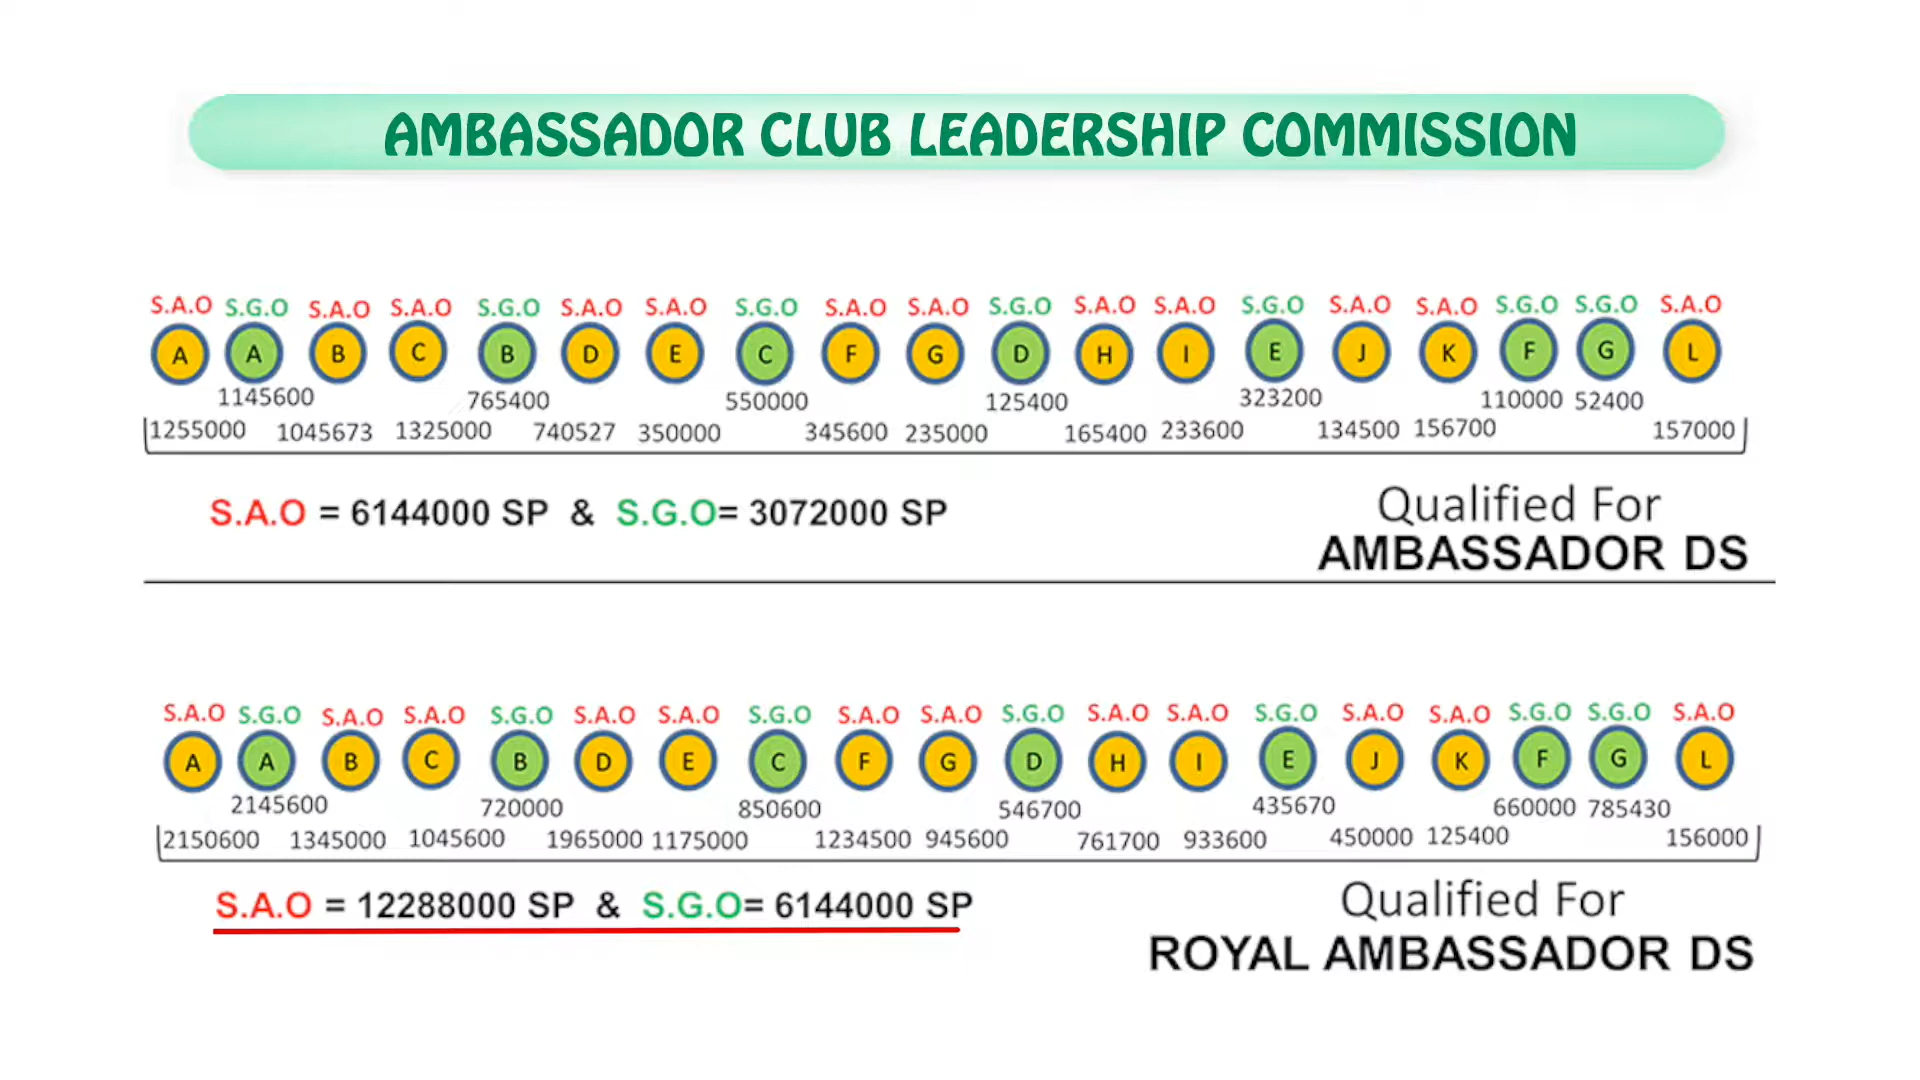 AMBASSADOR CLUB LEADERSHIP COMMISSION
S.A.O S.G.O S.A.O S.A.O S.G.O S.A.O S.A.O S.G.O S.A.O S.A.O S.G.O S.A.O S.A.O S.G.O S.A.O S.A.O S.G.O S.G.O S.A.O
A A B C B D E C F G D H I E J K F G L
1145600 765400 550000 125400 323200 110000 52400
1255000 1045673 1325000 740527 350000 345600 235000 165400 233600 134500 156700 157000
S.A.O = 6144000 SP & S.G.O= 3072000 SP
Qualified For
AMBASSADOR DS
S.A.O S.G.O S.A.O S.A.O S.G.O S.A.O S.A.O S.G.O S.A.O S.A.O S.G.O S.A.O S.A.O S.G.O S.A.O S.A.O S.G.O S.G.O S.A.O
A A B C B D E C F G D H I E J K F G L
2145600 720000 850600 546700 435670 660000 785430
2150600 1345000 1045600 1965000 1175000 1234500 945600 761700 933600 450000 125400 156000
S.A.O = 12288000 SP & S.G.O= 6144000 SP
Qualified For
ROYAL AMBASSADOR DS